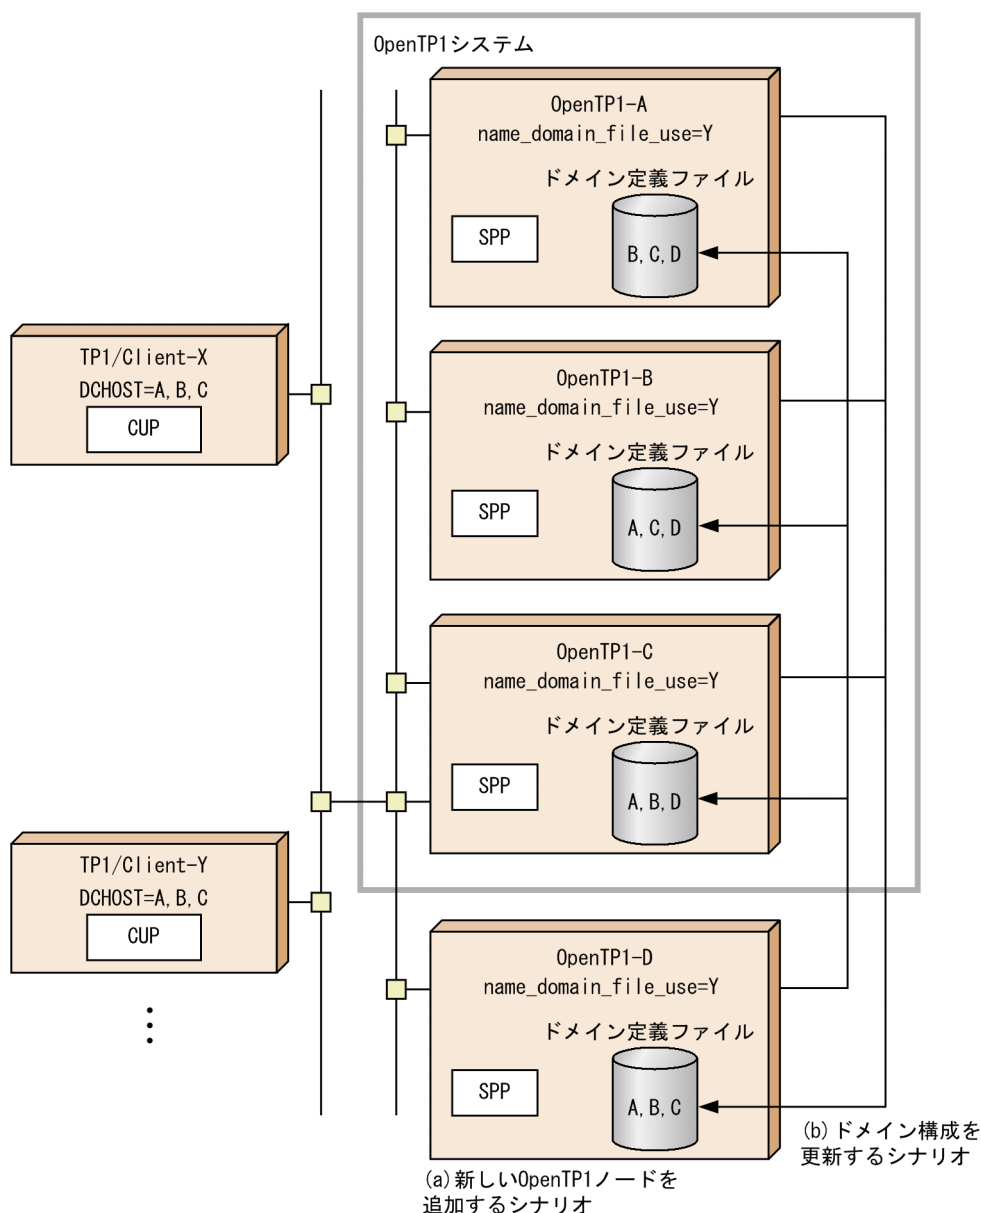 OpenTP1システム
OpenTP1-A
name_domain_file_use=Y
ドメイン定義ファイル
SPP
B, C, D
TP1/Client-X
DCHOST=A, B, C
CUP
OpenTP1-B
name_domain_file_use=Y
ドメイン定義ファイル
SPP
A, C, D
OpenTP1-C
name_domain_file_use=Y
ドメイン定義ファイル
SPP
A, B, D
TP1/Client-Y
DCHOST=A, B, C
CUP
OpenTP1-D
name_domain_file_use=Y
ドメイン定義ファイル
SPP
A, B, C
(a)新しいOpenTP1ノードを
追加するシナリオ
(b)ドメイン構成を
更新するシナリオ